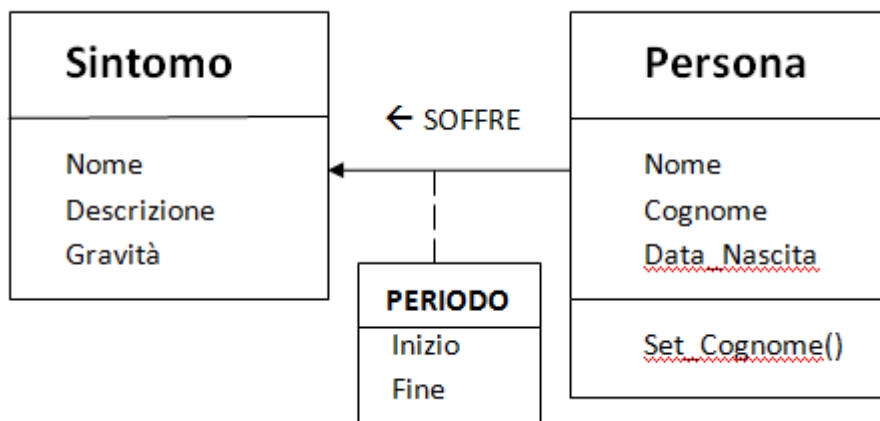 Sintomo
Nome
Descrizione
Gravità
← SOFFRE
PERIODO
Inizio
Fine
Persona
Nome
Cognome
Data_Nascita
Set_Cognome()